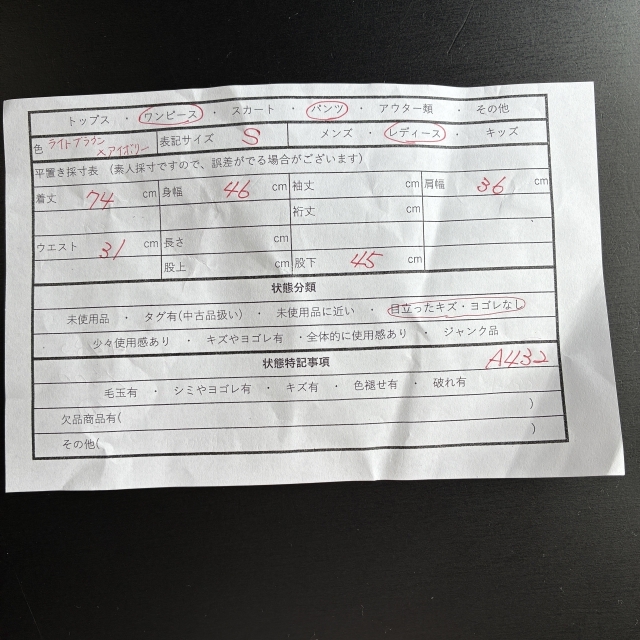 トップス ・ ワンピース ・ スカート ・ パンツ ・ アウター類 ・ その他
色 ライトブラウン×アイボリー 表記サイズ S メンズ ・ レディース ・ キッズ
平置き採寸表 (素人採寸ですので、誤差がでる場合がございます)
着丈 74 cm 身幅 46 cm 袖丈 cm 肩幅 36 cm
裄丈 cm
ウエスト 31 cm 長さ cm
股上 cm 股下 45 cm
状態分類
未使用品 ・ タグ有(中古品扱い) ・ 未使用品に近い ・ 目立ったキズ・ヨゴレなし
少々使用感あり ・ キズやヨゴレ有 ・全体的に使用感あり ・ ジャンク品
状態特記事項 A432
毛玉有 ・ シミやヨゴレ有 ・ キズ有 ・ 色褪せ有 ・ 破れ有
欠品商品有( )
その他( )